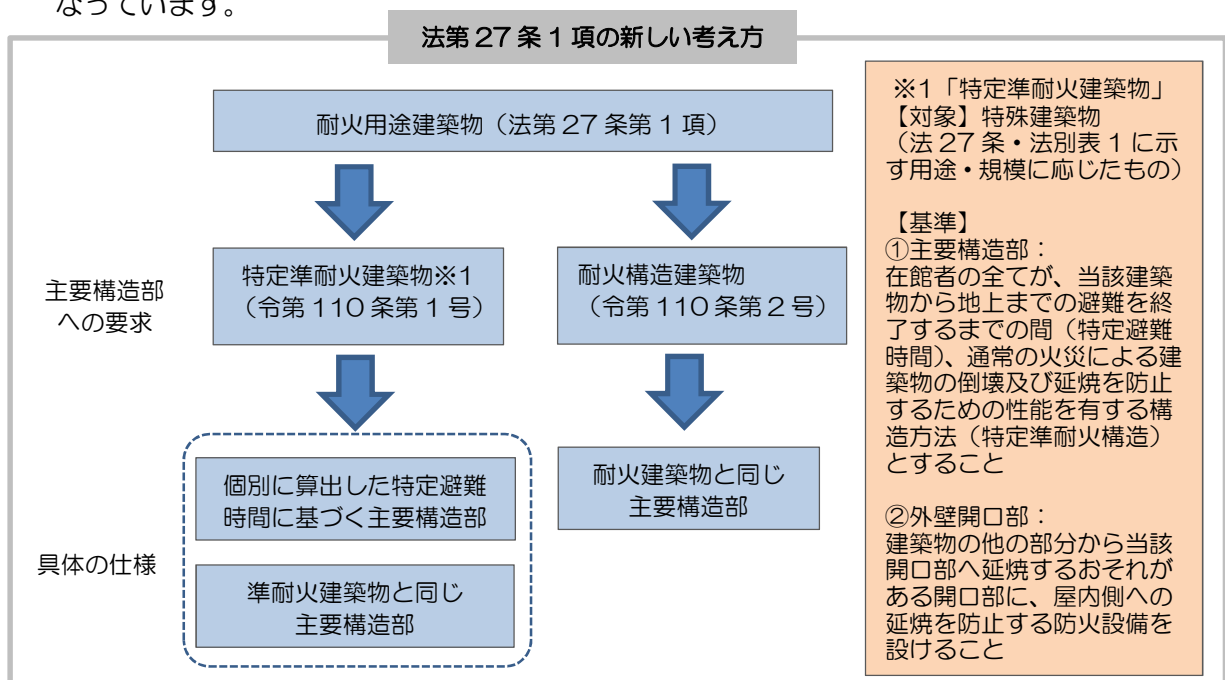 なっています。
法第27条1項の新しい考え方
耐火用途建築物（法第27条第1項）
主要構造部
への要求
特定準耐火建築物※1
（令第110条第1号）
耐火構造建築物
（令第110条第2号）
具体の仕様
個別に算出した特定避難
時間に基づく主要構造部
準耐火建築物と同じ
主要構造部
耐火建築物と同じ
主要構造部
※1「特定準耐火建築物」
【対象】特殊建築物
（法27条・法別表1に示
す用途・規模に応じたもの）
【基準】
①主要構造部：
在館者の全てが、当該建築
物から地上までの避難を終
了するまでの間（特定避難
時間）、通常の火災による建
築物の倒壊及び延焼を防止
するための性能を有する構
造方法（特定準耐火構造）
とすること
②外壁開口部：
建築物の他の部分から当該
開口部へ延焼するおそれが
ある開口部に、屋内側への
延焼を防止する防火設備を
設けること